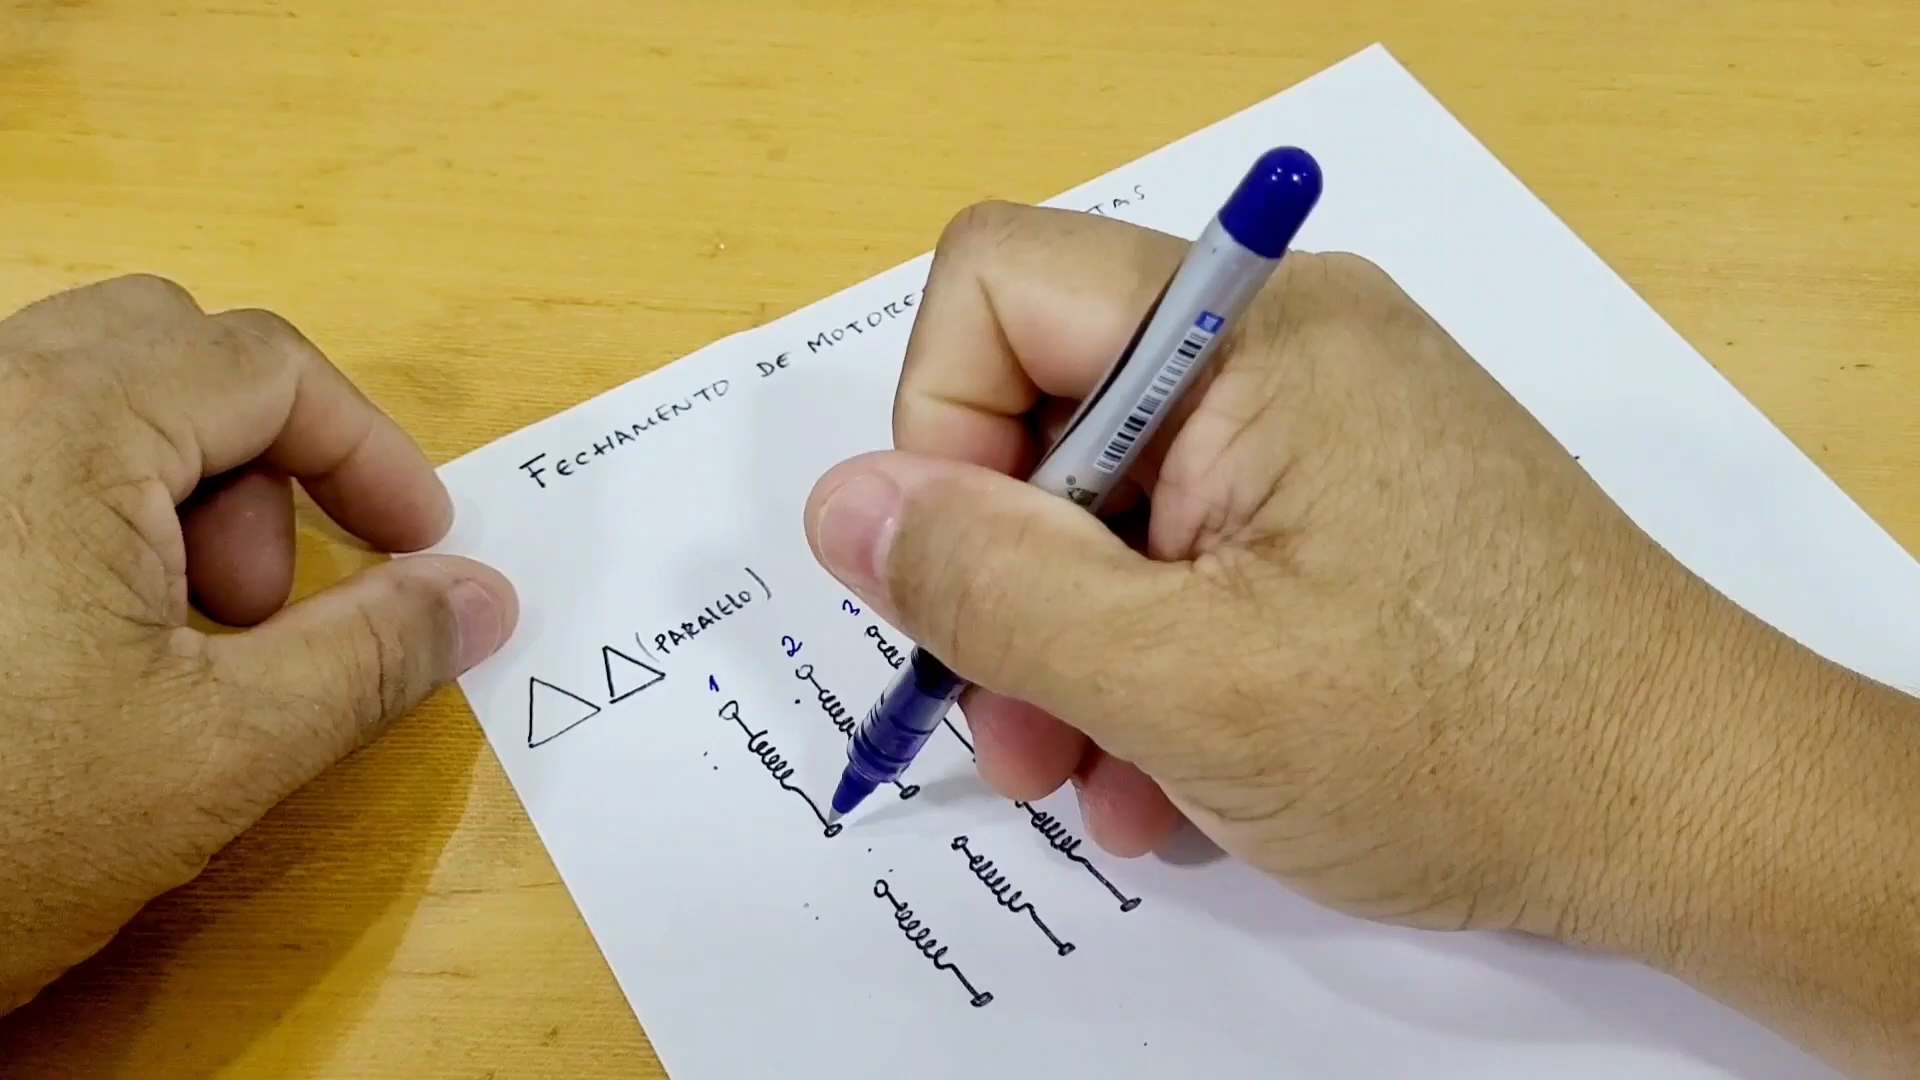 FECHAMENTO DE MOTORE TAS
(PARALELO)
1 2 3